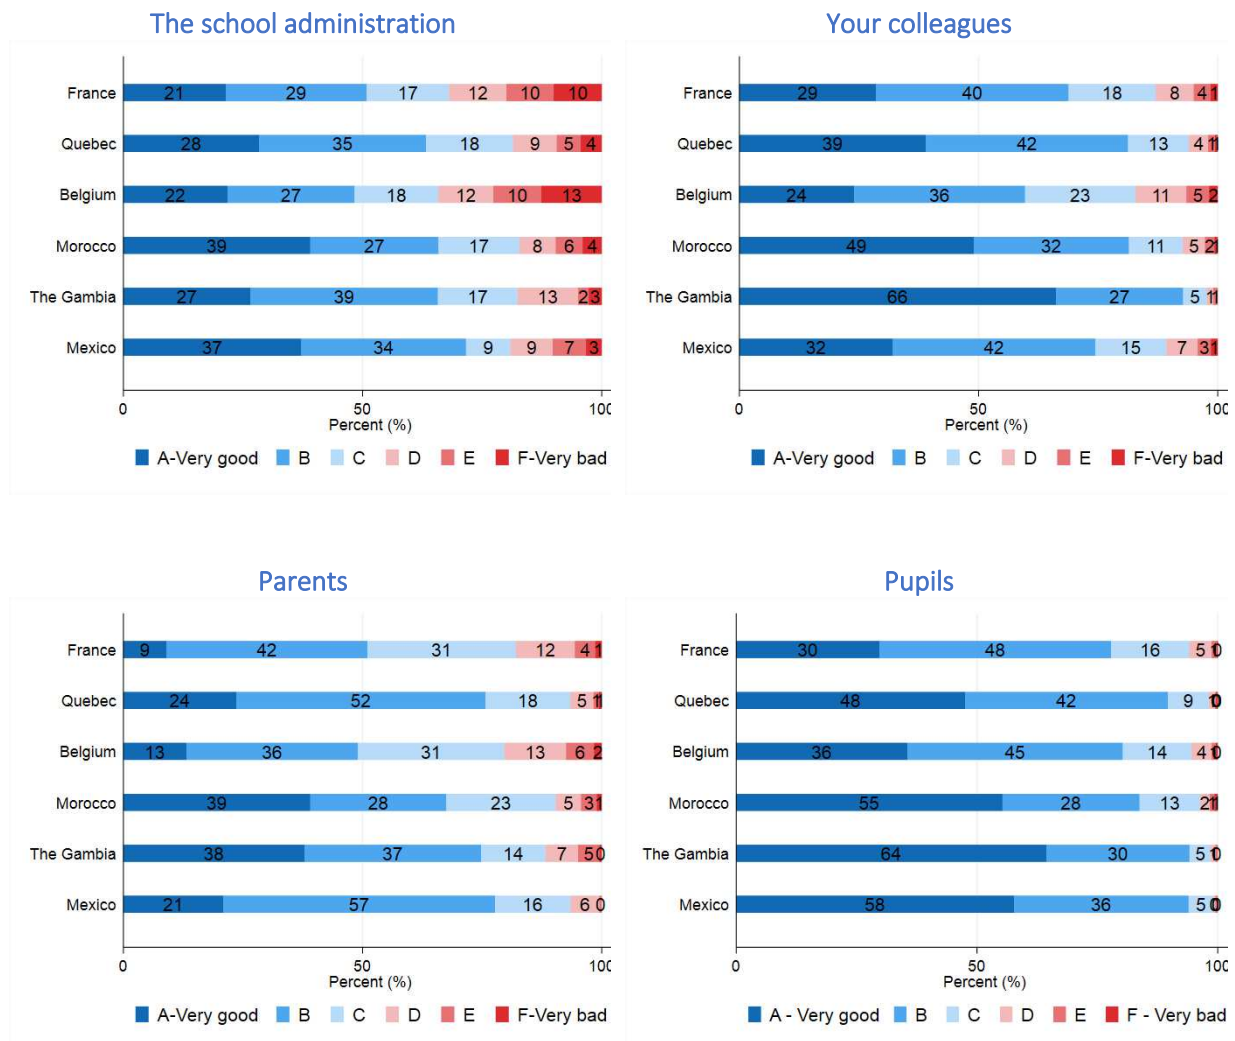 The school administration
France 21 29 17 12 10 10
Quebec 28 35 18 9 5 4
Belgium 22 27 18 12 10 13
Morocco 39 27 17 8 6 4
The Gambia 27 39 17 13 2 3
Mexico 37 34 9 9 7 3
0 50 100
Percent (%)
A-Very good B C D E F-Very bad
Your colleagues
France 29 40 18 8 4 1
Quebec 39 42 13 4 1 1
Belgium 24 36 23 11 5 2
Morocco 49 32 11 5 2 1
The Gambia 66 27 5 1 1
Mexico 32 42 15 7 3 1
0 50 100
Percent (%)
A-Very good B C D E F-Very bad
Parents
France 9 42 31 12 4 1
Quebec 24 52 18 5 1 1
Belgium 13 36 31 13 6 2
Morocco 39 28 23 5 3 1
The Gambia 38 37 14 7 5 0
Mexico 21 57 16 6 0
0 50 100
Percent (%)
A-Very good B C D E F-Very bad
Pupils
France 30 48 16 5 1 0
Quebec 48 42 9 1 0
Belgium 36 45 14 4 1 0
Morocco 55 28 13 2 1 1
The Gambia 64 30 5 1 0
Mexico 58 36 5 0 0
0 50 100
Percent (%)
A - Very good B C D E F - Very bad